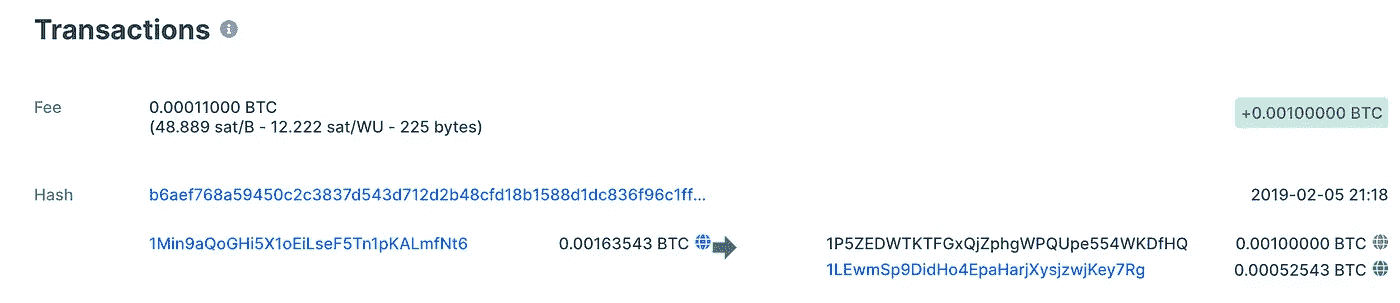 Transactions
Fee 0.00011000 BTC
(48.889 sat/B - 12.222 sat/WU - 225 bytes)
+0.00100000 BTC
Hash b6aef768a59450c2c3837d543d712d2b48cfd18b1588d1dc836f96c1ff... 2019-02-05 21:18
1Min9aQoGHi5X1oEiLseF5Tn1pKALmfNt6 0.00163543 BTC 1P5ZEDWTKTFGxQjZphgWPQUpe554WKDfHQ 0.00100000 BTC
1LEwmSp9DidHo4EpaHarjXysjzwjKey7Rg 0.00052543 BTC